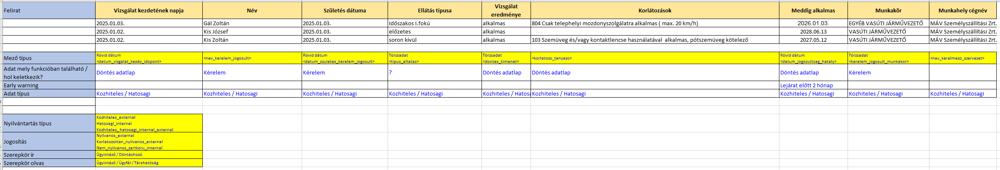 Felirat	Vizsgálat kezdetének napja	Név	Születés dátuma	Ellátás típusa	Vizsgálat eredménye	Korlátozások	Meddig alkalmas	Munkakör	Munkahely cégnév
2025.01.03.	Gál Zoltán	2025.01.03.	Időszakos I.fokú	alkalmas	804 Csak telephelyi mozdonyszolgálatra alkalmas ( max. 20 km/h)	2026.01.03.	EGYÉB VASÚTI JÁRMŰVEZETŐ	MÁV Személyszállítási Zrt.
2025.01.02.	Kis József	2025.01.03.	előzetes	alkalmas	2028.06.13	VASÚTI JÁRMŰVEZETŐ	MÁV Személyszállítási Zrt.
2025.01.02.	Kis Zoltán	2025.01.03.	soron kívül	alkalmas	103 Szemüveg és/vagy kontaktlencse használatával  alkalmas, pótszemüveg kötelező	2027.05.12	VASÚTI JÁRMŰVEZETŐ	MÁV Személyszállítási Zrt.
Mező típus	Rövid dátum <datum_vizgalat_kezdo_idopont>	<nev_kerelem_jogosult>	Rövid dátum <datum_szuletes_kerelem_jogosult>	Törzsadat <tipus_ellatas>	Törzsadat <dontes_kimenet>	<korlatozo_tenyezo>	Rövid dátum <datum_jogosultsag_hataly>	Törzsadat <kerelem_jogosult_munkakor>	<nev_kerelmezo_szervezet>
Adat mely funkcióban található / hol keletkezik?	Döntés adatlap	Kérelem	Kérelem	?	Döntés adatlap	Döntés adatlap	Döntés adatlap	Kérelem
Early warning	Lejárat előtt 2 hónap
Adat típus	Kozhiteles / Hatosagi	Kozhiteles / Hatosagi	Kozhiteles / Hatosagi	Kozhiteles / Hatosagi	Kozhiteles / Hatosa	Kozhiteles / Hatosagi	Kozhiteles / Hatosagi	Kozhiteles / Hatosagi	Kozhiteles / Hatosagi
Nyilvántartás típus	Kozhiteles_external
Hatosagi_internal
Kozhiteles_hatosagi_internal_external
Jogosítás	Nyilvanos_external
Korlatozottan_nyilvanos_external
Nem_nyilvanos_zartkoru_internal
Szerepkör ír	Ügyintéző / Döntéshozó
Szerepkör olvas	Ügyintéző / Ügyfél / Társhatóság